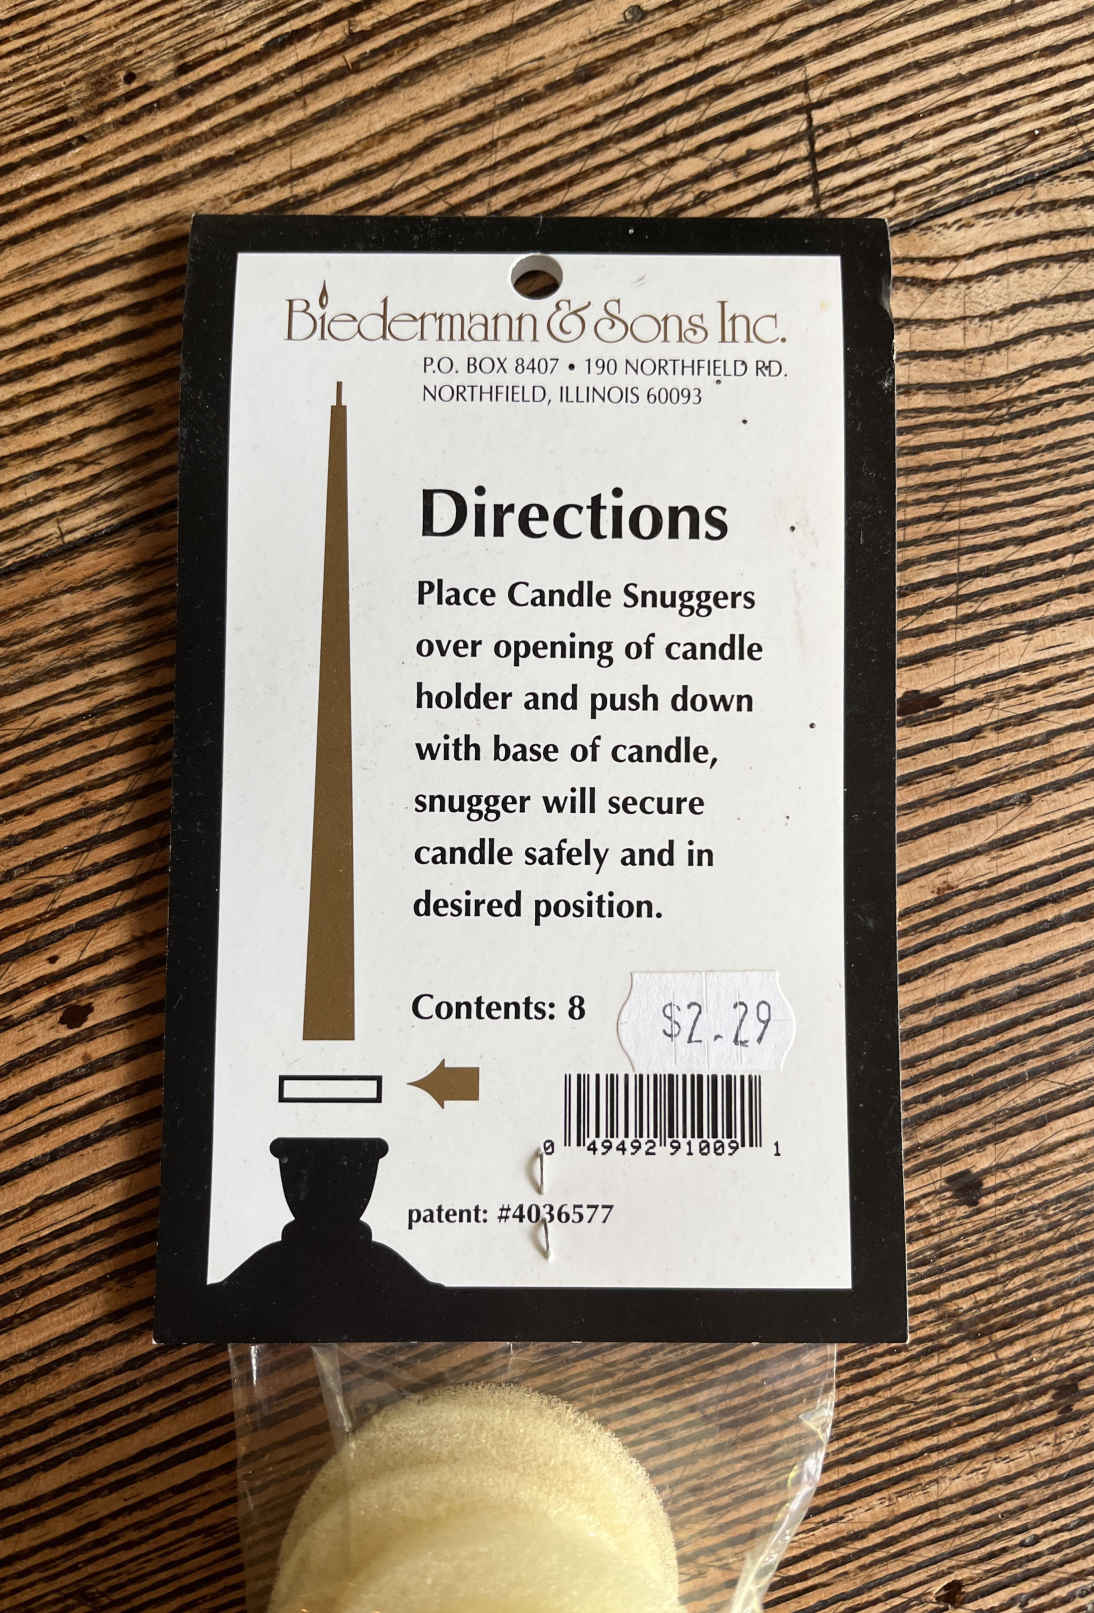 Biedermann & Sons Inc.
P.O. BOX 8407 • 190 NORTHFIELD RD.
NORTHFIELD, ILLINOIS 60093
Directions
Place Candle Snuggers
over opening of candle
holder and push down
with base of candle,
snugger will secure
candle safely and in
desired position.
Contents: 8
$2.29
0 49492 91009 1
patent: #4036577